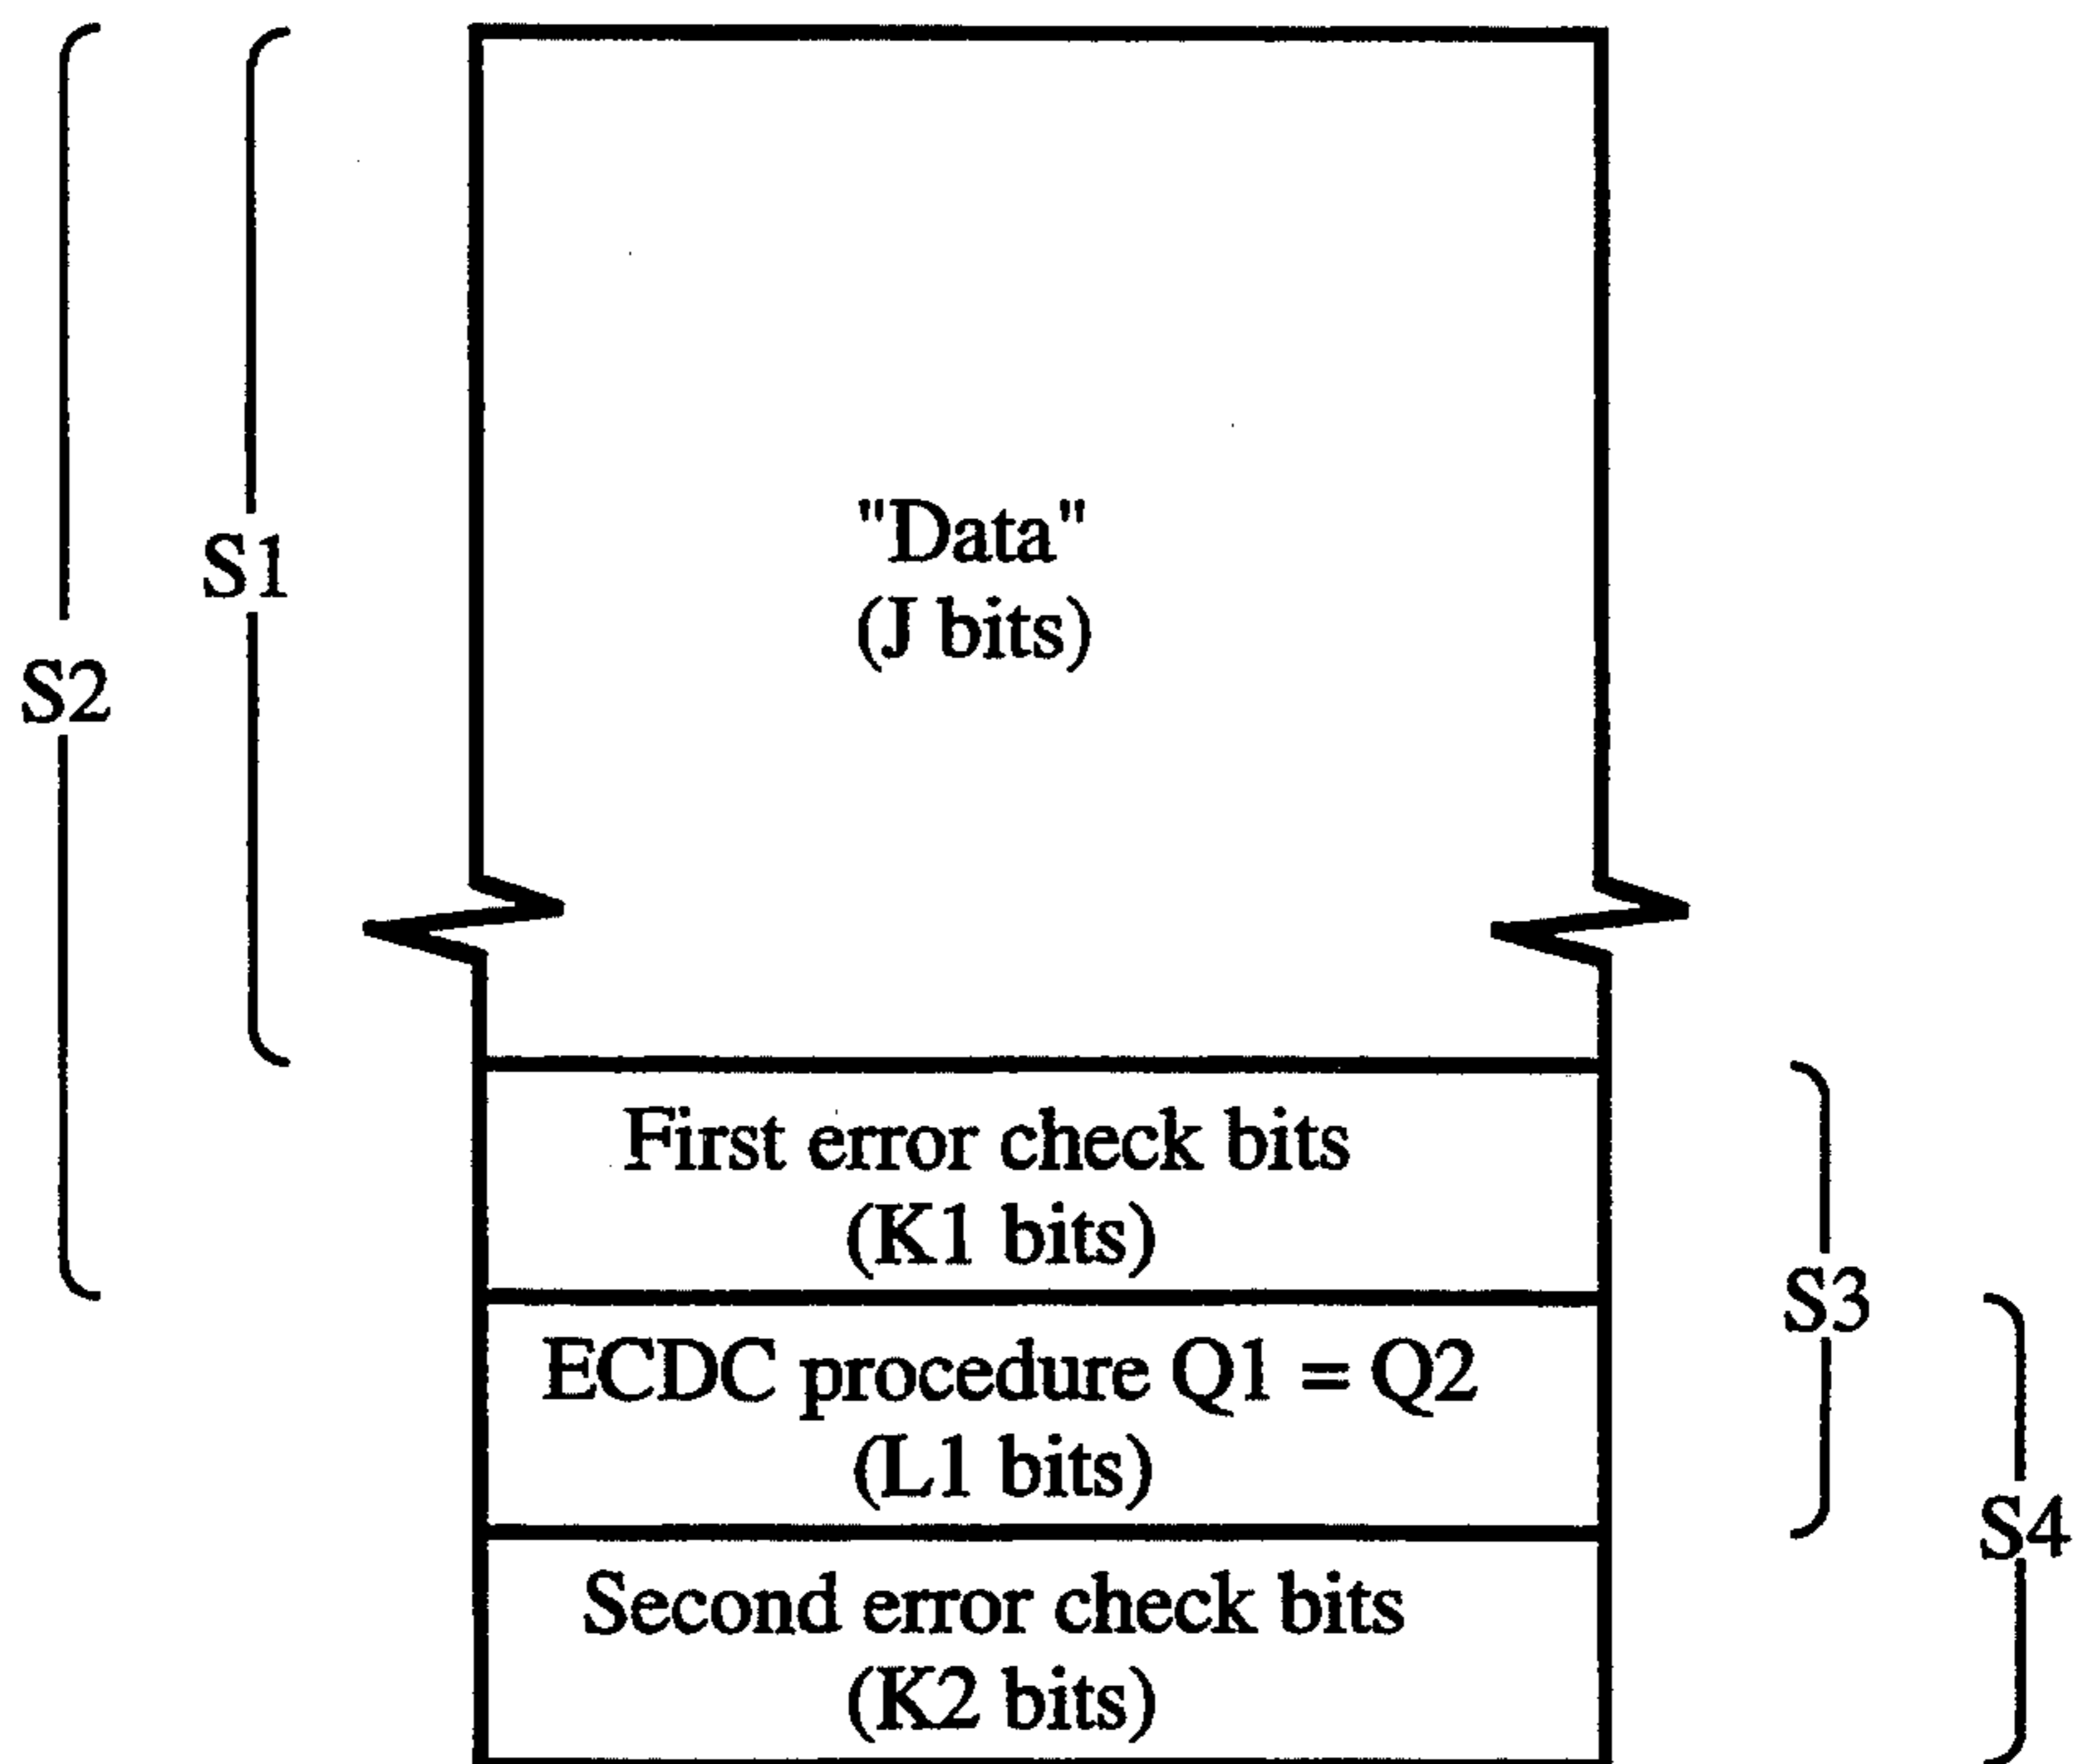 "Data"
(J bits)
S1
S2
First error check bits
(K1 bits)
ECDC procedure Q1 = Q2
(L1 bits)
S3
Second error check bits
(K2 bits)
S4